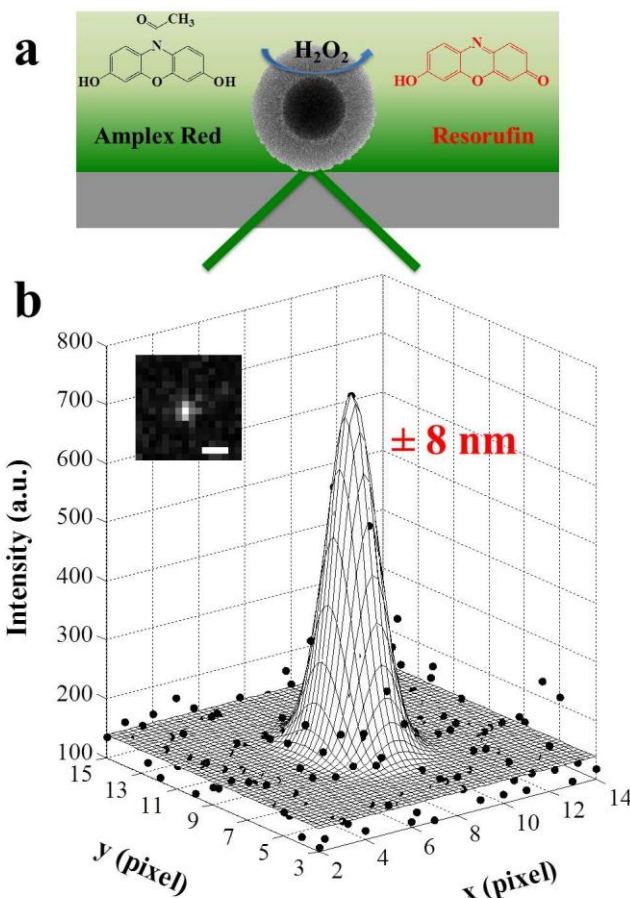 a
O
CH3
N
HO
O
OH
Amplex Red
H2O2
N
HO
O
O
Resorufin
b
± 8 nm
Intensity (a.u.)
800
700
600
500
400
300
200
100
15
13
11
9
7
5
3
y (pixel)
2
4
6
8
10
12
14
x (pixel)